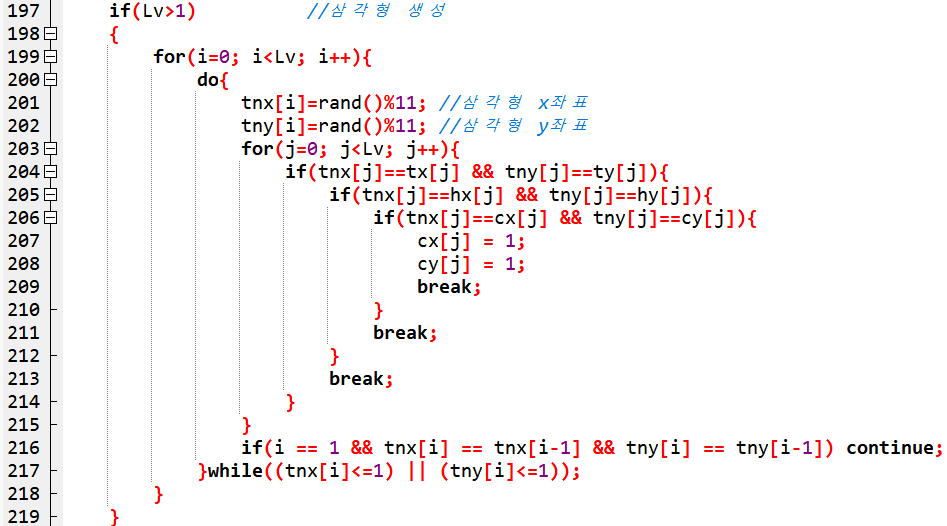 197 if(Lv>1) //삼각형 생성
198 {
199 for(i=0; i<Lv; i++){
200 do{
201 tnx[i]=rand()%11; //삼각형 x좌표
202 tny[i]=rand()%11; //삼각형 y좌표
203 for(j=0; j<Lv; j++){
204 if(tnx[j]==tx[j] && tny[j]==ty[j]){
205 if(tnx[j]==hx[j] && tny[j]==hy[j]){
206 if(tnx[j]==cx[j] && tny[j]==cy[j]){
207 cx[j] = 1;
208 cy[j] = 1;
209 break;
210 }
211 break;
212 }
213 break;
214 }
215 }
216 if(i == 1 && tnx[i] == tnx[i-1] && tny[i] == tny[i-1]) continue;
217 }while((tnx[i]<=1) || (tny[i]<=1));
218 }
219 }